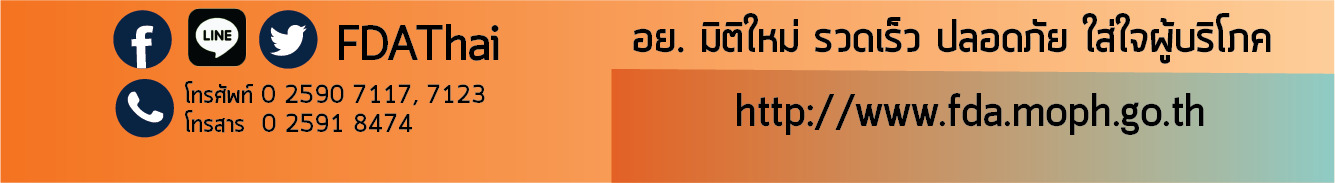 LINE
FDAThai
โทรศัพท์ 0 2590 7117, 7123
โทรสาร 0 2591 8474
อย. มิติใหม่ รวดเร็ว ปลอดภัย ใส่ใจผู้บริโภค
http://www.fda.moph.go.th